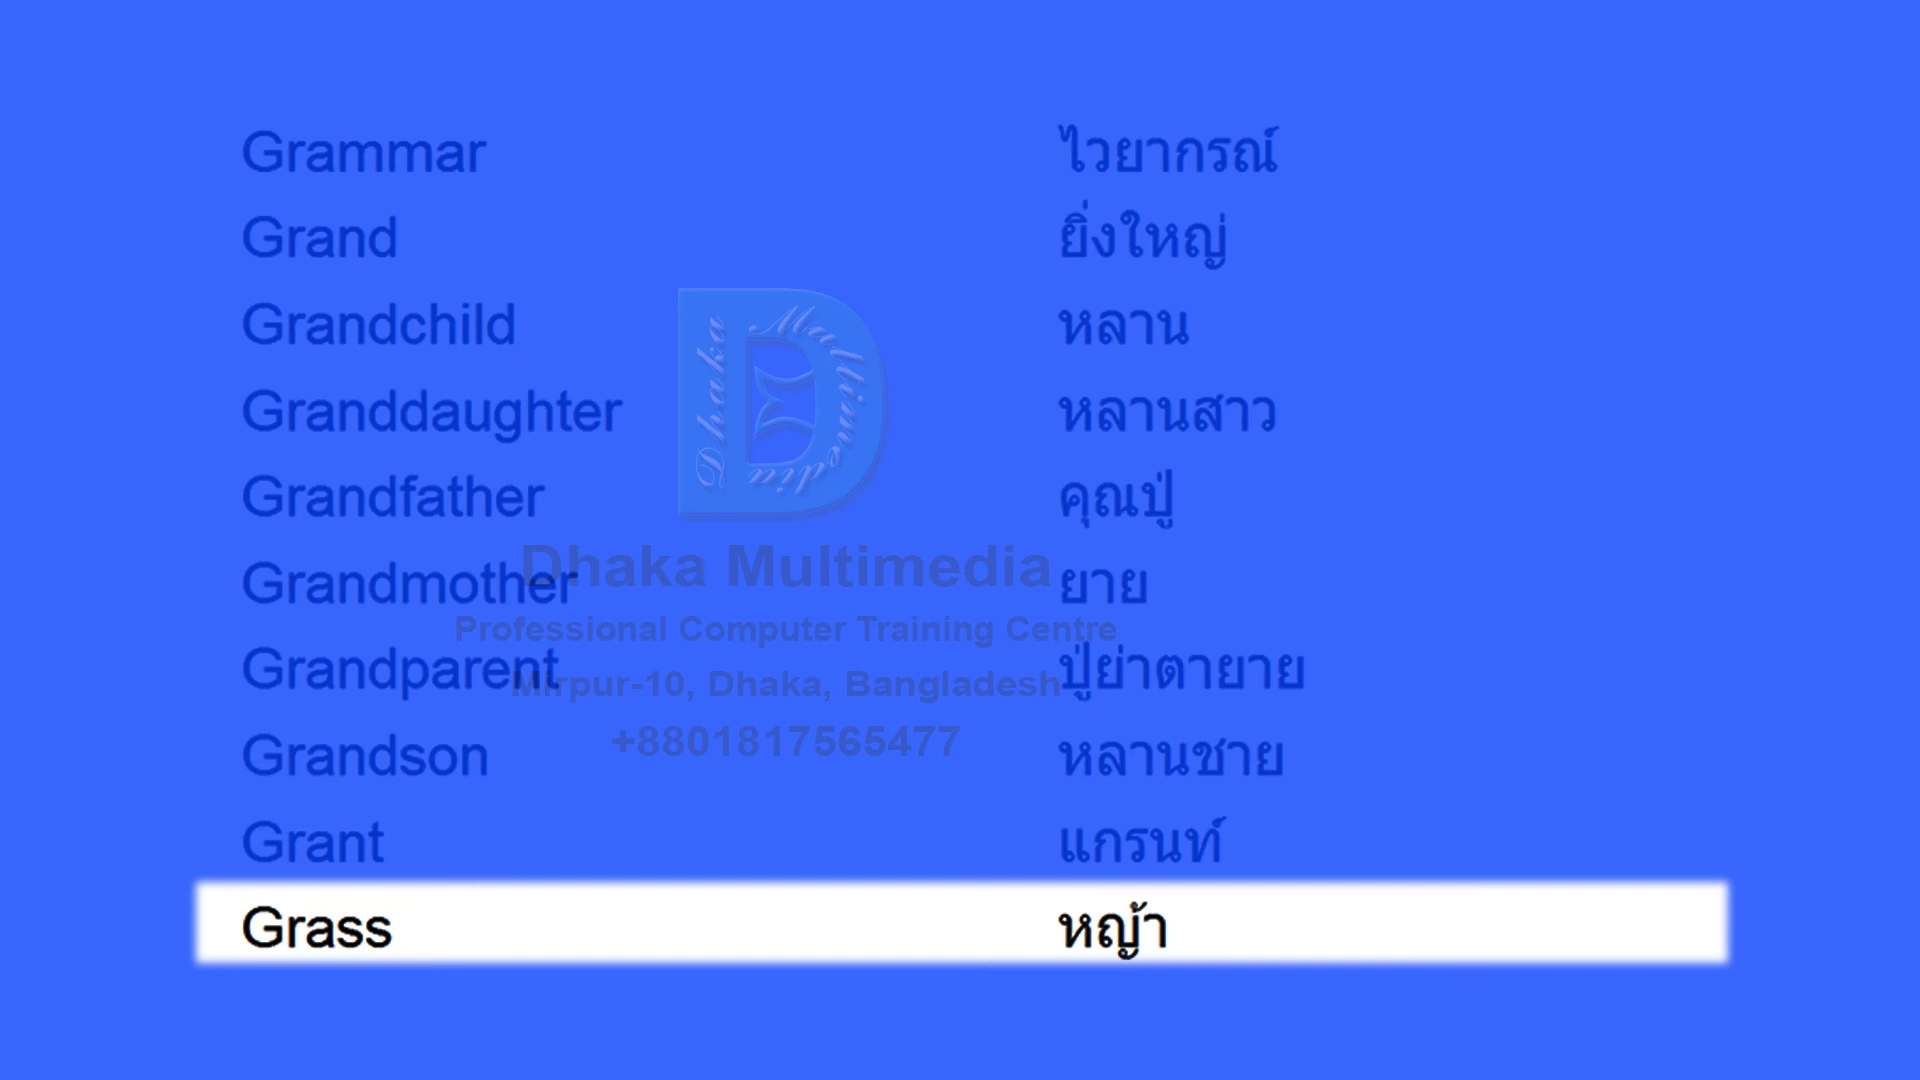 Grammar ไวยากรณ์
Grand ยิ่งใหญ่
Grandchild หลาน
Granddaughter หลานสาว
Grandfather คุณปู่
Grandmother ยาย
Grandparent ปู่ย่าตายาย
Grandson หลานชาย
Grant แกรนท์
Grass หญ้า
Dhaka Multimedia
Dhaka Multimedia
Professional Computer Training Centre
Mirpur-10, Dhaka, Bangladesh
+8801817565477